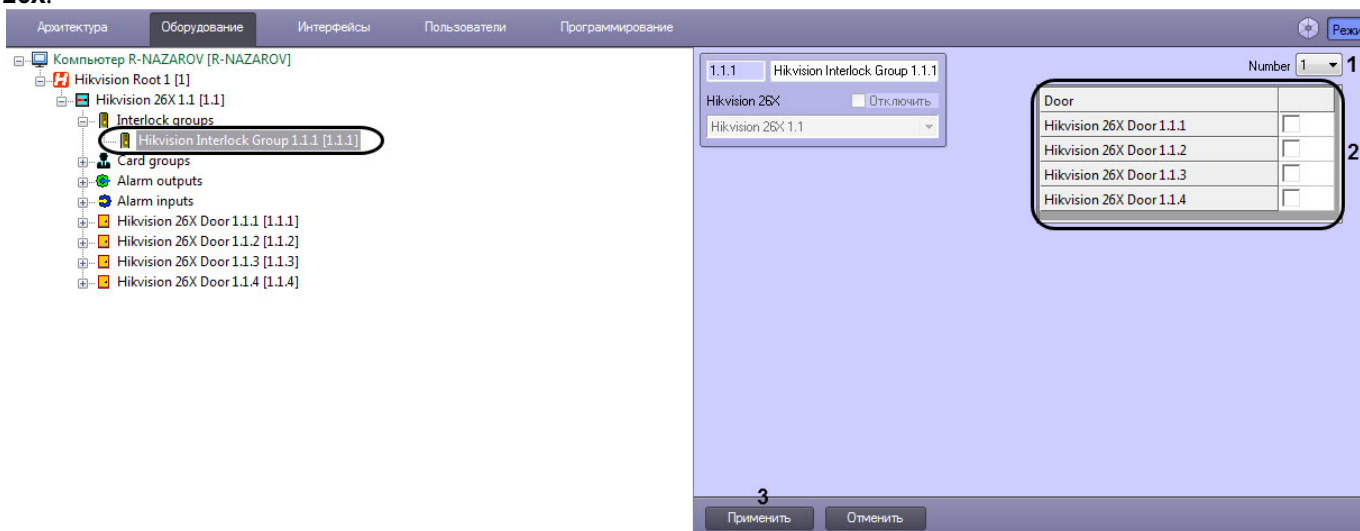 26X.
Архитектура Оборудование Интерфейсы Пользователи Программирование
Компьютер R-NAZAROV [R-NAZAROV]
Hikvision Root 1 [1]
Hikvision 26X 1.1 [1.1]
Interlock groups
Hikvision Interlock Group 1.1.1 [1.1.1]
Card groups
Alarm outputs
Alarm inputs
Hikvision 26X Door 1.1.1 [1.1.1]
Hikvision 26X Door 1.1.2 [1.1.2]
Hikvision 26X Door 1.1.3 [1.1.3]
Hikvision 26X Door 1.1.4 [1.1.4]
1.1.1 Hikvision Interlock Group 1.1.1
Hikvision 26X Отключить
Hikvision 26X 1.1
Number 1 1
Door
Hikvision 26X Door 1.1.1
Hikvision 26X Door 1.1.2
Hikvision 26X Door 1.1.3
Hikvision 26X Door 1.1.4
2
3
Применить Отменить